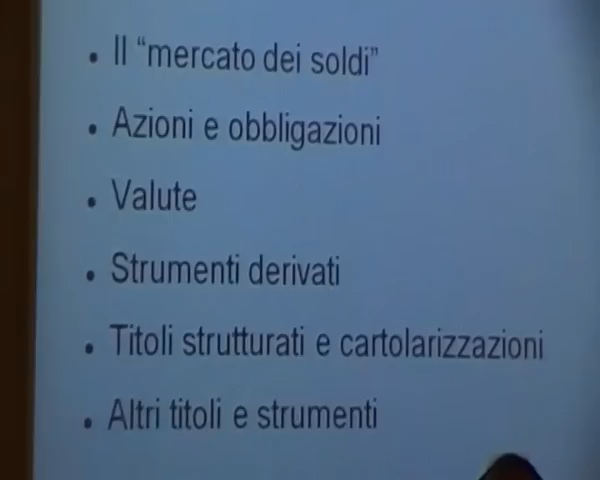 • Il “mercato dei soldi”
• Azioni e obbligazioni
• Valute
• Strumenti derivati
• Titoli strutturati e cartolarizzazioni
• Altri titoli e strumenti